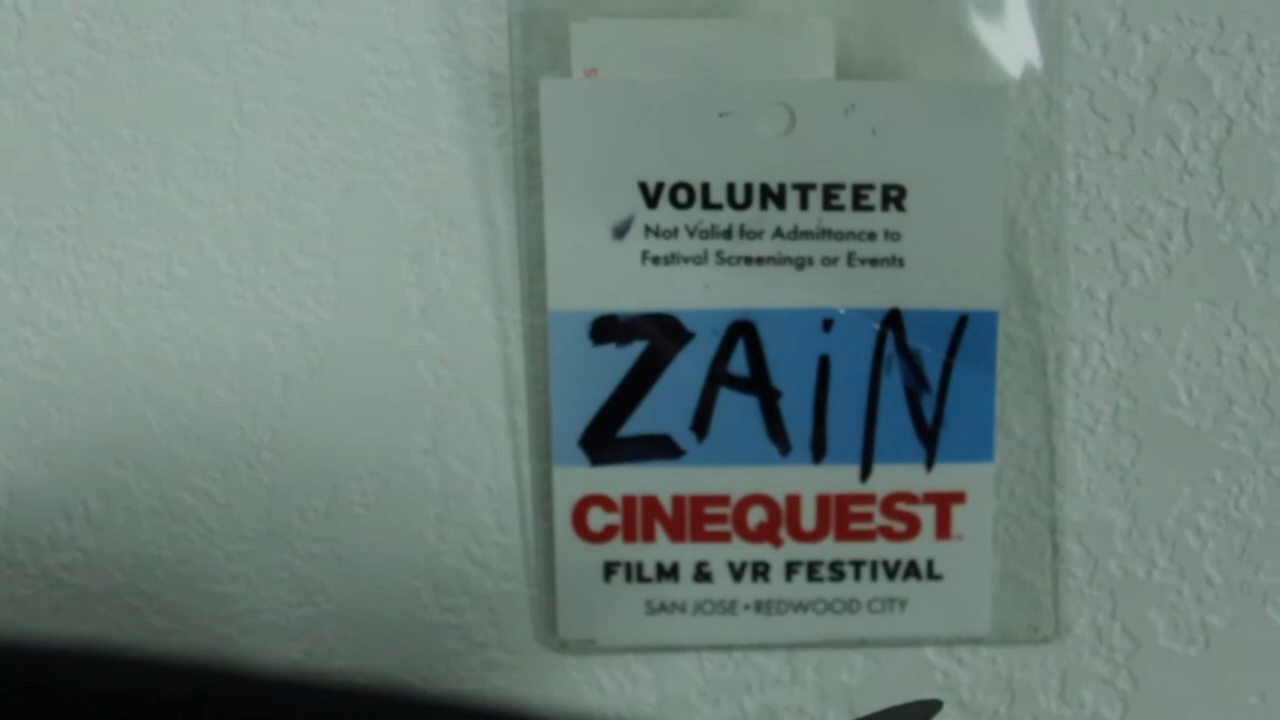 VOLUNTEER
Not Valid for Admittance to
Festival Screenings or Events
ZAiN
CINEQUEST
FILM & VR FESTIVAL
SAN JOSE • REDWOOD CITY